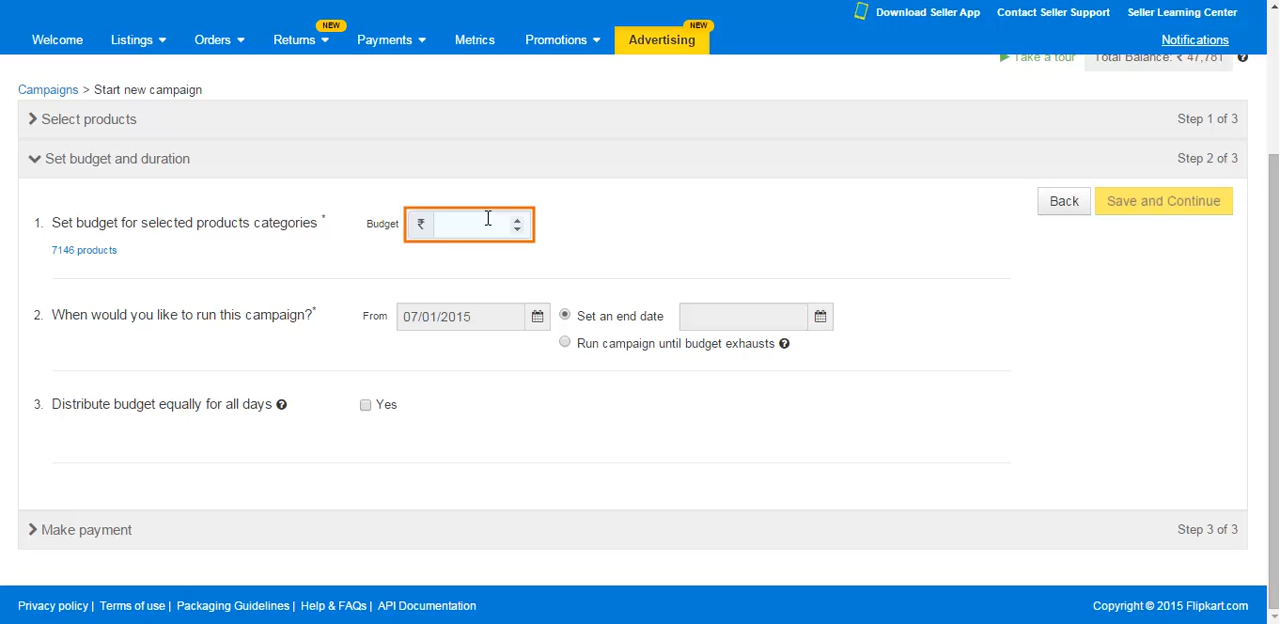 Download Seller App Contact Seller Support Seller Learning Center
NEW NEW
Welcome Listings Orders Returns Payments Metrics Promotions Advertising Notifications
Take a tour Total Balance: ₹ 47,781
Campaigns > Start new campaign
Select products Step 1 of 3
Set budget and duration Step 2 of 3
Back Save and Continue
1. Set budget for selected products categories * Budget ₹
7146 products
2. When would you like to run this campaign?* From 07/01/2015 Set an end date
Run campaign until budget exhausts ?
3. Distribute budget equally for all days ? Yes
Make payment Step 3 of 3
Privacy policy | Terms of use | Packaging Guidelines | Help & FAQs | API Documentation Copyright © 2015 Flipkart.com